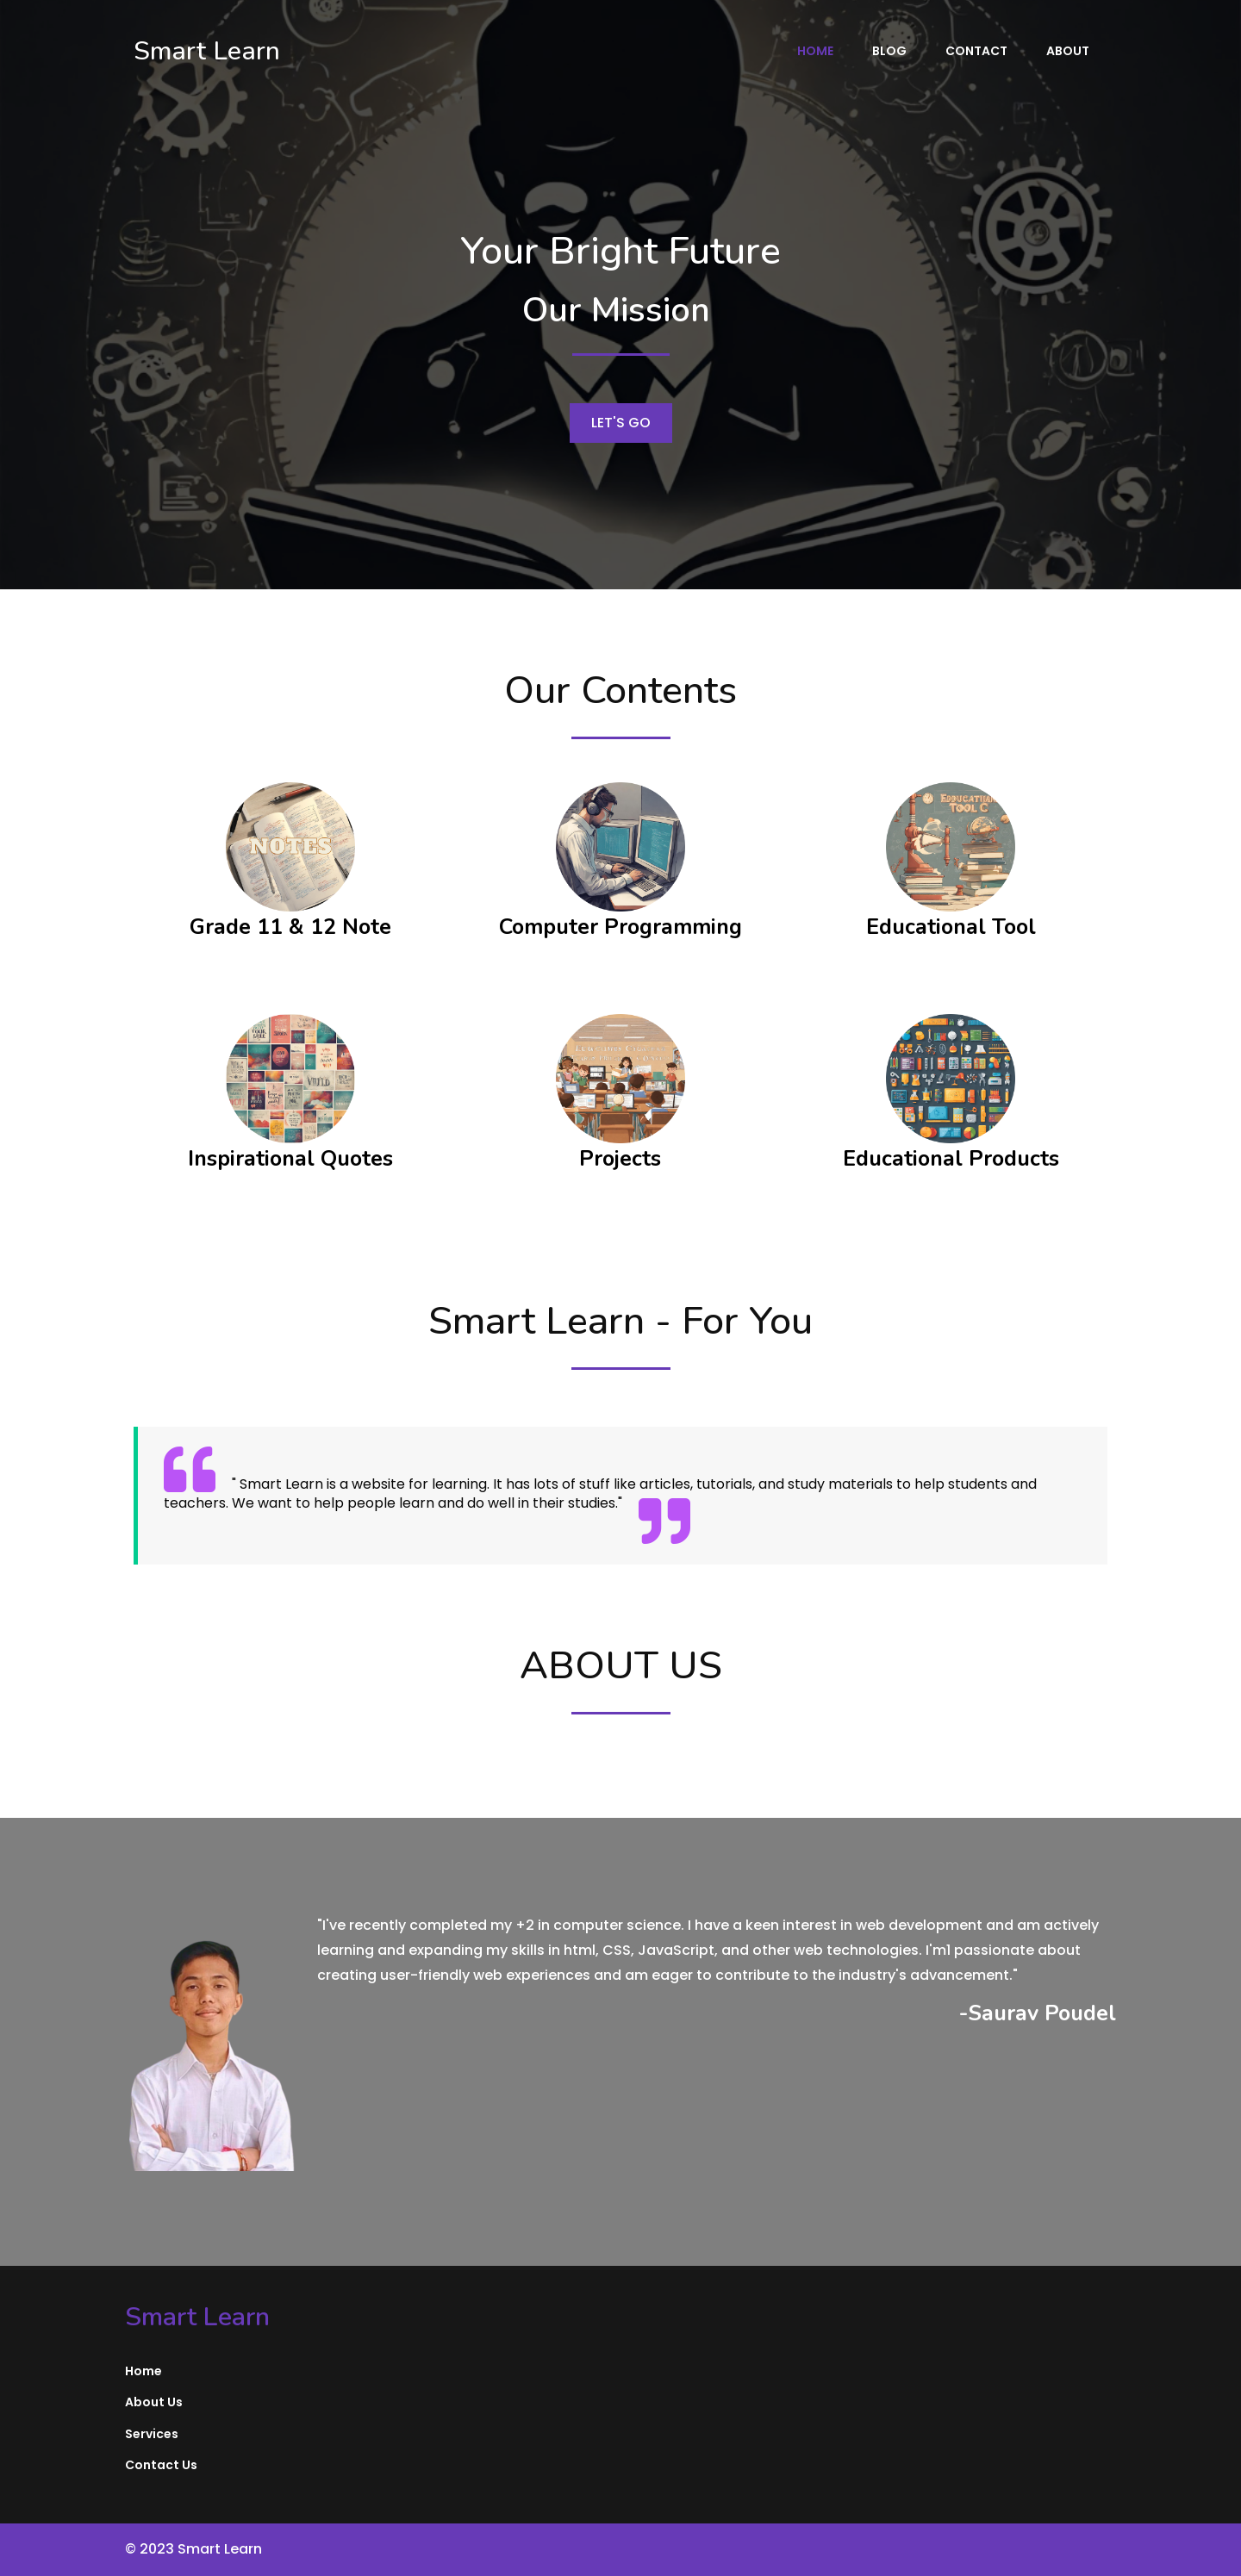 Smart Learn
HOME BLOG CONTACT ABOUT
Your Bright Future
Our Mission
LET'S GO
Our Contents
NOTES
Grade 11 & 12 Note
Computer Programming
EDDUCATHAN
TOOL C
Educational Tool
Inspirational Quotes
Projects
Educational Products
Smart Learn - For You
" Smart Learn is a website for learning. It has lots of stuff like articles, tutorials, and study materials to help students and
teachers. We want to help people learn and do well in their studies."
ABOUT US
"I've recently completed my +2 in computer science. I have a keen interest in web development and am actively
learning and expanding my skills in html, CSS, JavaScript, and other web technologies. I'm1 passionate about
creating user-friendly web experiences and am eager to contribute to the industry's advancement."
-Saurav Poudel
Smart Learn
Home
About Us
Services
Contact Us
© 2023 Smart Learn